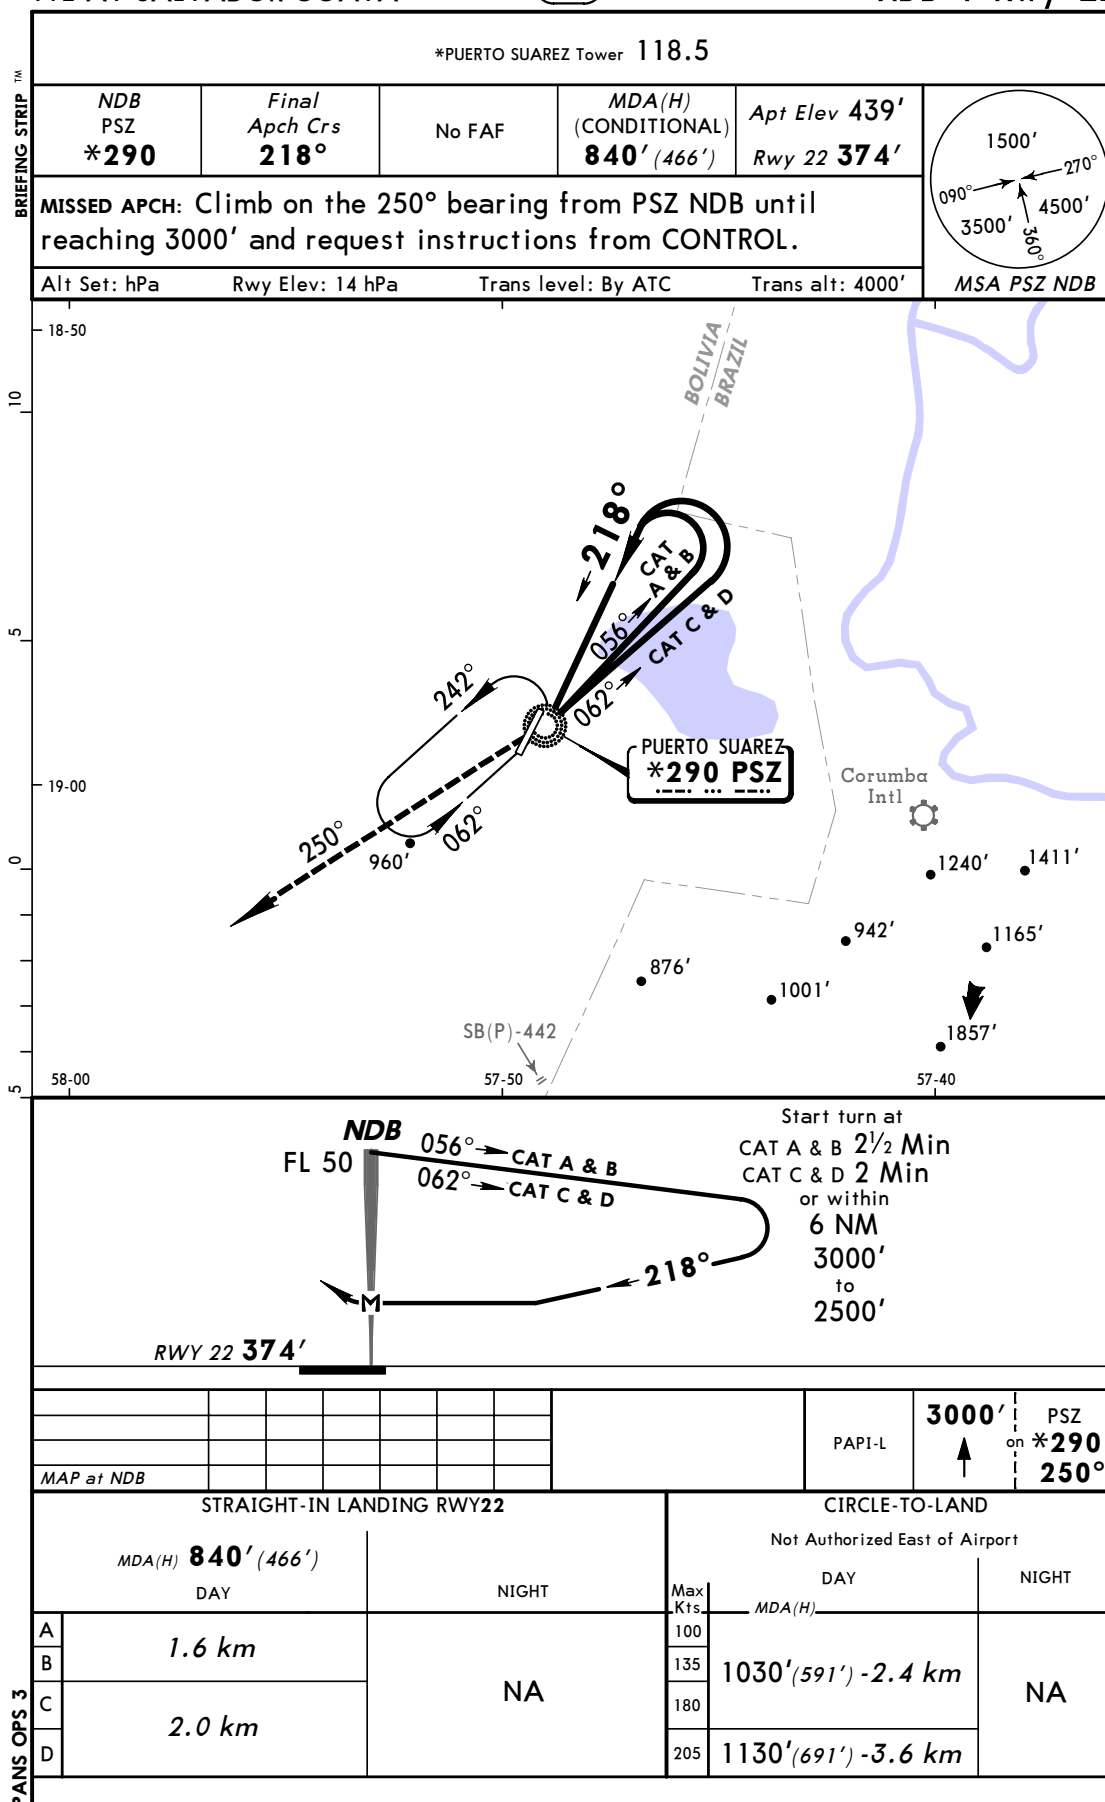 *PUERTO SUAREZ Tower 118.5
BRIEFING STRIP ™
NDB
PSZ
*290
Final
Apch Crs
218°
No FAF
MDA(H)
(CONDITIONAL)
840' (466')
Apt Elev 439'
Rwy 22 374'
1500'
270°
090°
4500'
3500'
360°
MSA PSZ NDB
MISSED APCH: Climb on the 250° bearing from PSZ NDB until
reaching 3000' and request instructions from CONTROL.
Alt Set: hPa Rwy Elev: 14 hPa Trans level: By ATC Trans alt: 4000'
18-50
BOLIVIA
BRAZIL
10
218°
CAT
A & B
056°
CAT C & D
062°
5
242°
PUERTO SUAREZ
*290 PSZ
19-00
Corumba
Intl
062°
250°
960'
0
1240'
1411'
942'
1165'
876'
1001'
1857'
SB(P)-442
5
58-00
57-50
57-40
NDB
FL 50
056° CAT A & B
062° CAT C & D
Start turn at
CAT A & B 2½ Min
CAT C & D 2 Min
or within
6 NM
3000'
to
2500'
218°
M
RWY 22 374'
MAP at NDB
PAPI-L
3000'
on
PSZ
*290
250°
STRAIGHT-IN LANDING RWY22
CIRCLE-TO-LAND
Not Authorized East of Airport
MDA(H) 840' (466')
DAY
NIGHT
Max
Kts
DAY
MDA(H)
NIGHT
A
B
C
D
1.6 km
2.0 km
NA
100
135
180
205
1030' (591') -2.4 km
1130' (691') -3.6 km
NA
PANS OPS 3